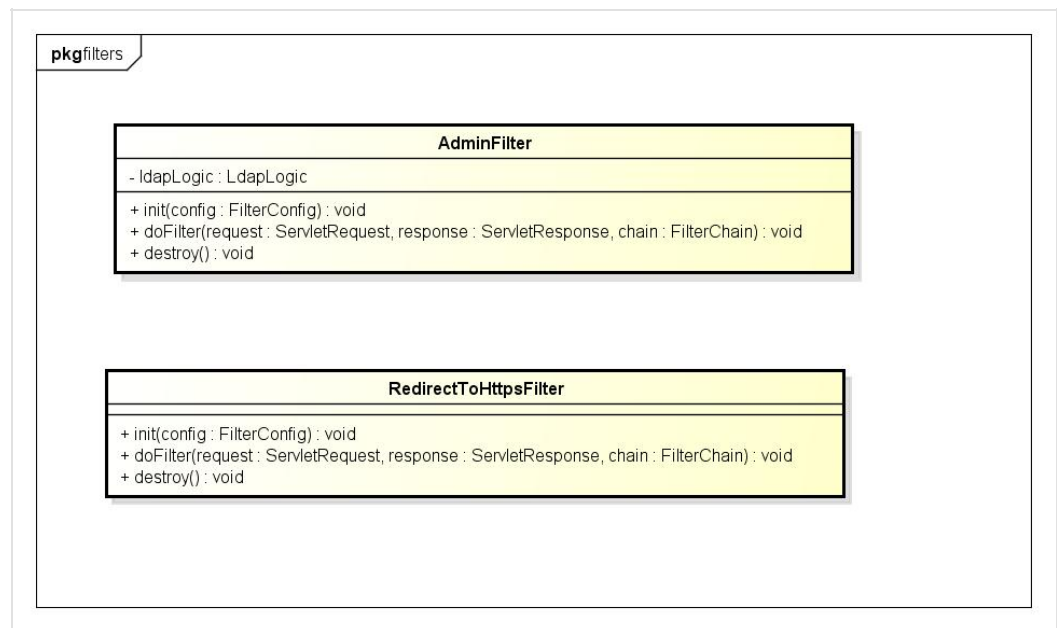 pkgfilters
AdminFilter
- ldapLogic : LdapLogic
+ init(config : FilterConfig) : void
+ doFilter(request : ServletRequest, response : ServletResponse, chain : FilterChain) : void
+ destroy() : void
RedirectToHttpsFilter
+ init(config : FilterConfig) : void
+ doFilter(request : ServletRequest, response : ServletResponse, chain : FilterChain) : void
+ destroy() : void